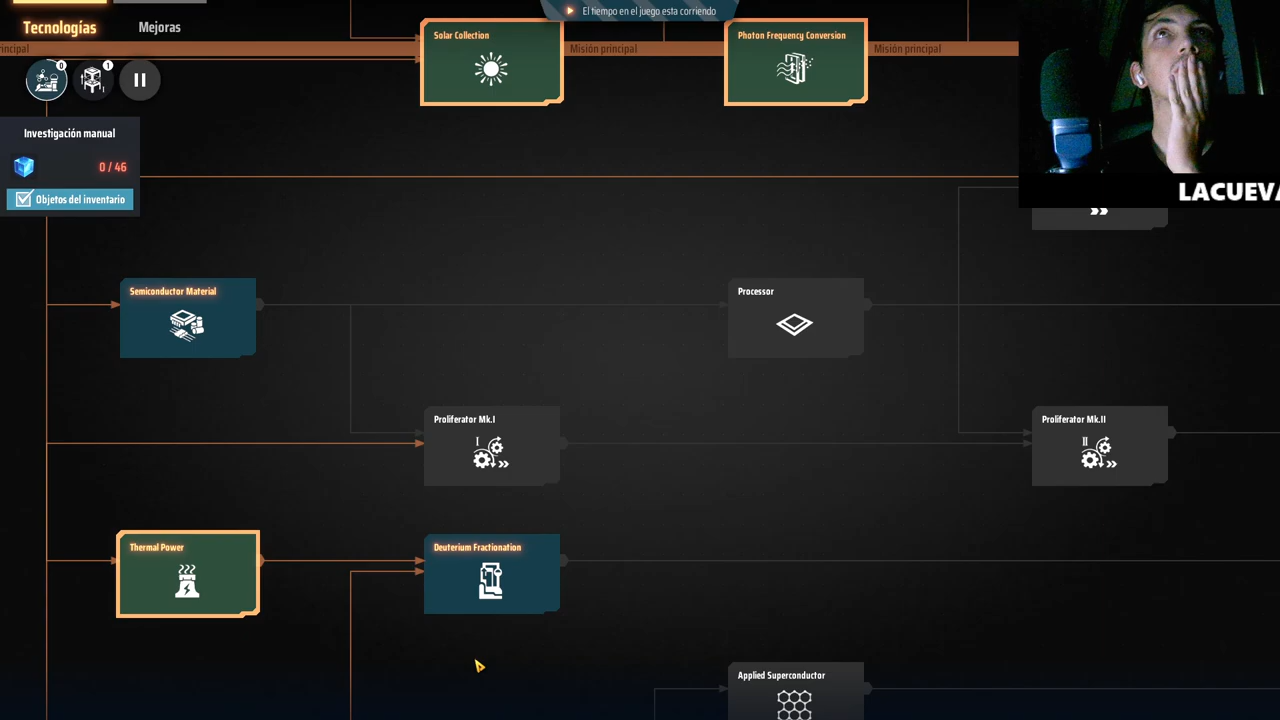 El tiempo en el juego esta corriendo
Tecnologías
Mejoras
rincipal
Solar Collection
Misión principal
Photon Frequency Conversion
Misión principal
0
1
Investigación manual
0 / 46
Objetos del inventario
LACUEVA
Semiconductor Material
Processor
Proliferator Mk.I
I
Proliferator Mk.II
II
Thermal Power
Deuterium Fractionation
Applied Superconductor